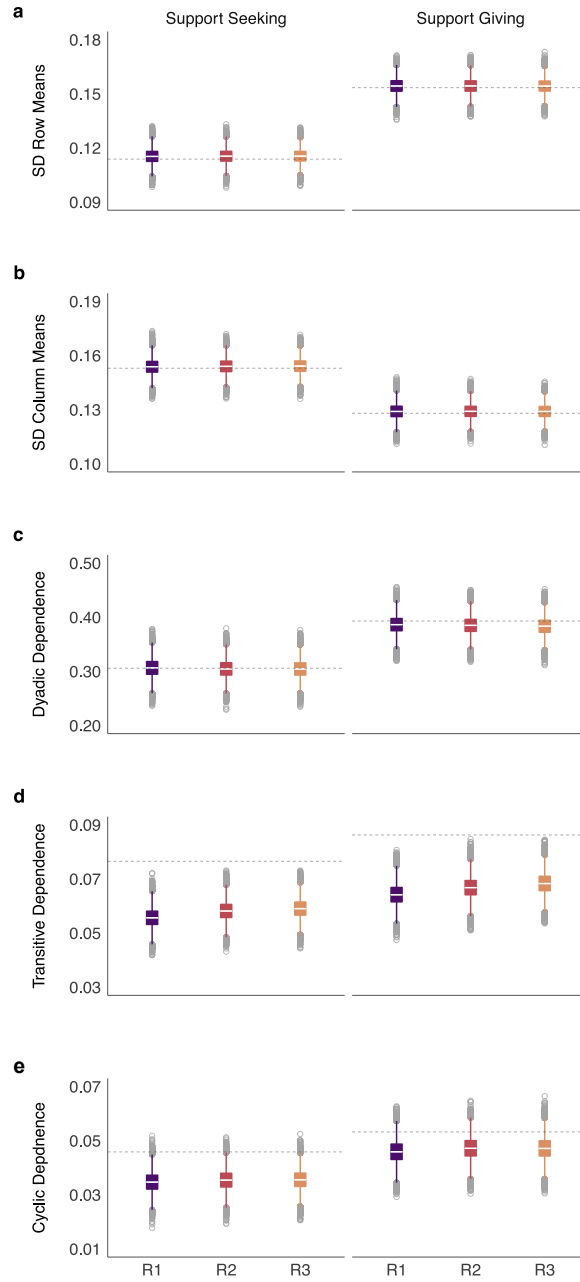 a
Support Seeking
Support Giving
0.18
0.15
0.12
0.09
SD Row Means
b
0.19
0.16
0.13
0.10
SD Column Means
c
0.50
0.40
0.30
0.20
Dyadic Dependence
d
0.09
0.07
0.05
0.03
Transitive Dependence
e
0.07
0.05
0.03
0.01
Cyclic Depdnence
R1 R2 R3 R1 R2 R3